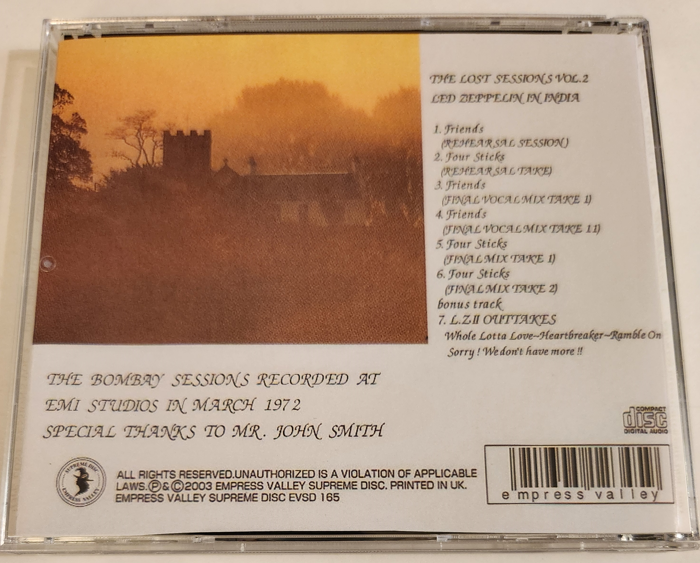 THE LOST SESSIONS VOL.2
LED ZEPPELIN IN INDIA
1. Friends
(REHEARSAL SESSION)
2. Four Sticks
(REHEARSAL TAKE)
3. Friends
(FINAL VOCAL MIX TAKE 1)
4. Friends
(FINAL VOCAL MIX TAKE 11)
5. Four Sticks
(FINAL MIX TAKE 1)
6. Four Sticks
(FINAL MIX TAKE 2)
bonus track
7. L.Z.II OUTTAKES
Whole Lotta Love~Heartbreaker~Ramble On
Sorry ! We don't have more !!
THE BOMBAY SESSIONS RECORDED AT
EMI STUDIOS IN MARCH 1972
SPECIAL THANKS TO MR. JOHN SMITH
COMPACT
disc
DIGITAL AUDIO
SUPREME DISC
EMPRESS VALLEY
ALL RIGHTS RESERVED.UNAUTHORIZED IS A VIOLATION OF APPLICABLE
LAWS.Ⓟ&©2003 EMPRESS VALLEY SUPREME DISC. PRINTED IN UK.
EMPRESS VALLEY SUPREME DISC EVSD 165
empress valley